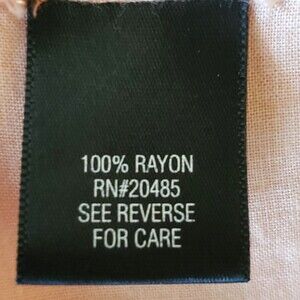 100% RAYON
RN#20485
SEE REVERSE
FOR CARE